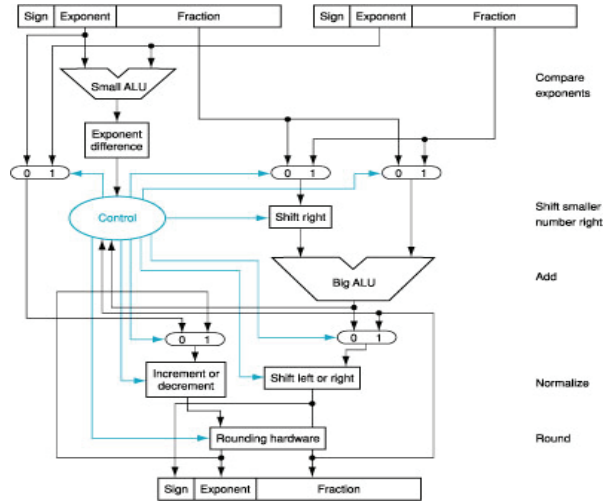 Sign Exponent Fraction Sign Exponent Fraction
Small ALU
Compare
exponents
Exponent
difference
0 1 0 1 0 1
Control
Shift right
Shift smaller
number right
Big ALU
Add
0 1 0 1
Increment or
decrement
Shift left or right
Normalize
Rounding hardware
Round
Sign Exponent Fraction